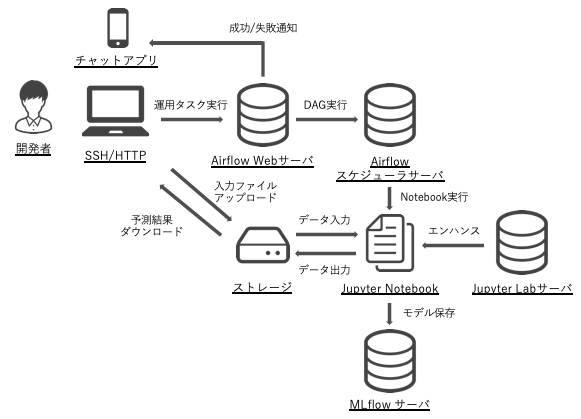 成功/失敗通知
チャットアプリ
運用タスク実行
DAG実行
開発者
SSH/HTTP
Airflow Webサーバ
Airflow
スケジューラサーバ
入力ファイル
アップロード
Notebook実行
予測結果
ダウンロード
データ入力
エンハンス
データ出力
ストレージ
Jupyter Notebook
Jupyter Labサーバ
モデル保存
MLflow サーバ